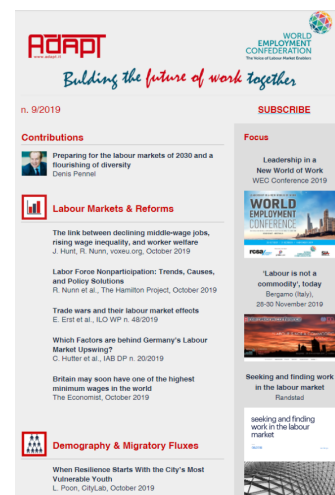 ADAPT
www.adapt.it
WORLD
EMPLOYMENT
CONFEDERATION
The Voice of Labour Market Enablers
Bulding the future of work together
n. 9/2019
SUBSCRIBE
Contributions
Preparing for the labour markets of 2030 and a
flourishing of diversity
Denis Pennel
Labour Markets & Reforms
The link between declining middle-wage jobs,
rising wage inequality, and worker welfare
J. Hunt, R. Nunn, voxeu.org, October 2019
Labor Force Nonparticipation: Trends, Causes,
and Policy Solutions
R. Nunn et al., The Hamilton Project, October 2019
Trade wars and their labour market effects
E. Erst et al., ILO WP n. 48/2019
Which Factors are behind Germany's Labour
Market Upswing?
C. Hutter et al., IAB DP n. 20/2019
Britain may soon have one of the highest
minimum wages in the world
The Economist, October 2019
Demography & Migratory Fluxes
When Resilience Starts With the City's Most
Vulnerable Youth
L. Poon, CityLab, October 2019
Focus
Leadership in a
New World of Work
WEC Conference 2019
WORLD
EMPLOYMENT
CONFERENCE
rcsa
'Labour is not a
commodity', today
Bergamo (Italy),
28-30 November 2019
Seeking and finding work
in the labour market
Randstad
seeking and finding
work in the labour
market